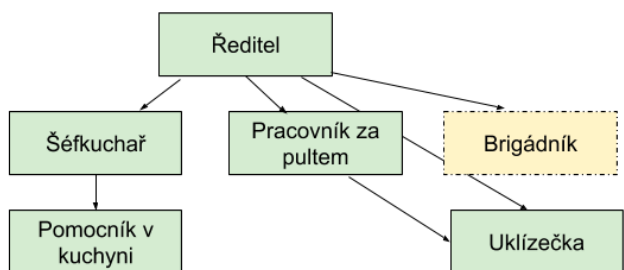 Ředitel
Šéfkuchař
Pracovník za
pultem
Brigádník
Pomocník v
kuchyni
Uklízečka